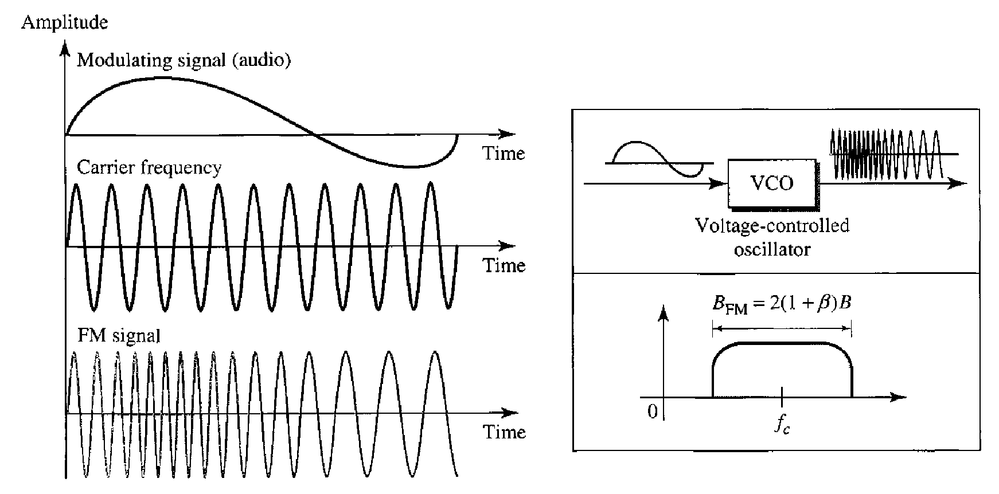 Amplitude
Modulating signal (audio)
Time
Carrier frequency
Time
FM signal
Time
VCO
Voltage-controlled
oscillator
B_FM = 2(1 + β)B
0
f_c